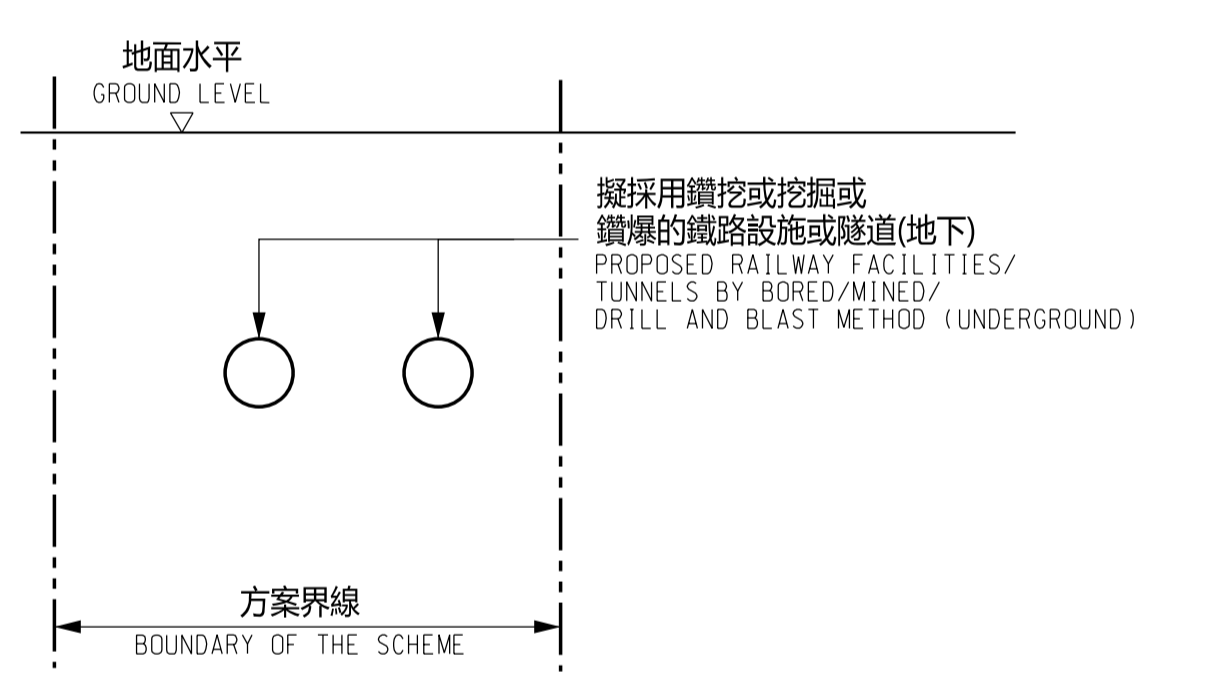 地面水平
GROUND LEVEL
擬採用鑽挖或挖掘或
鑽爆的鐵路設施或隧道(地下)
PROPOSED RAILWAY FACILITIES/
TUNNELS BY BORED/MINED/
DRILL AND BLAST METHOD (UNDERGROUND)
方案界線
BOUNDARY OF THE SCHEME